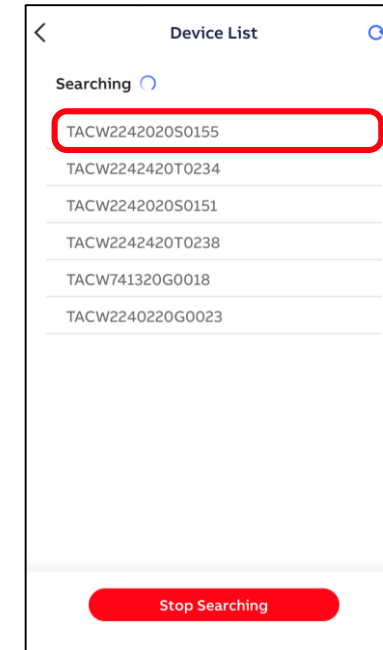 Device List
Searching
TACW2242020S0155
TACW2242420T0234
TACW2242020S0151
TACW2242420T0238
TACW741320G0018
TACW2240220G0023
Stop Searching